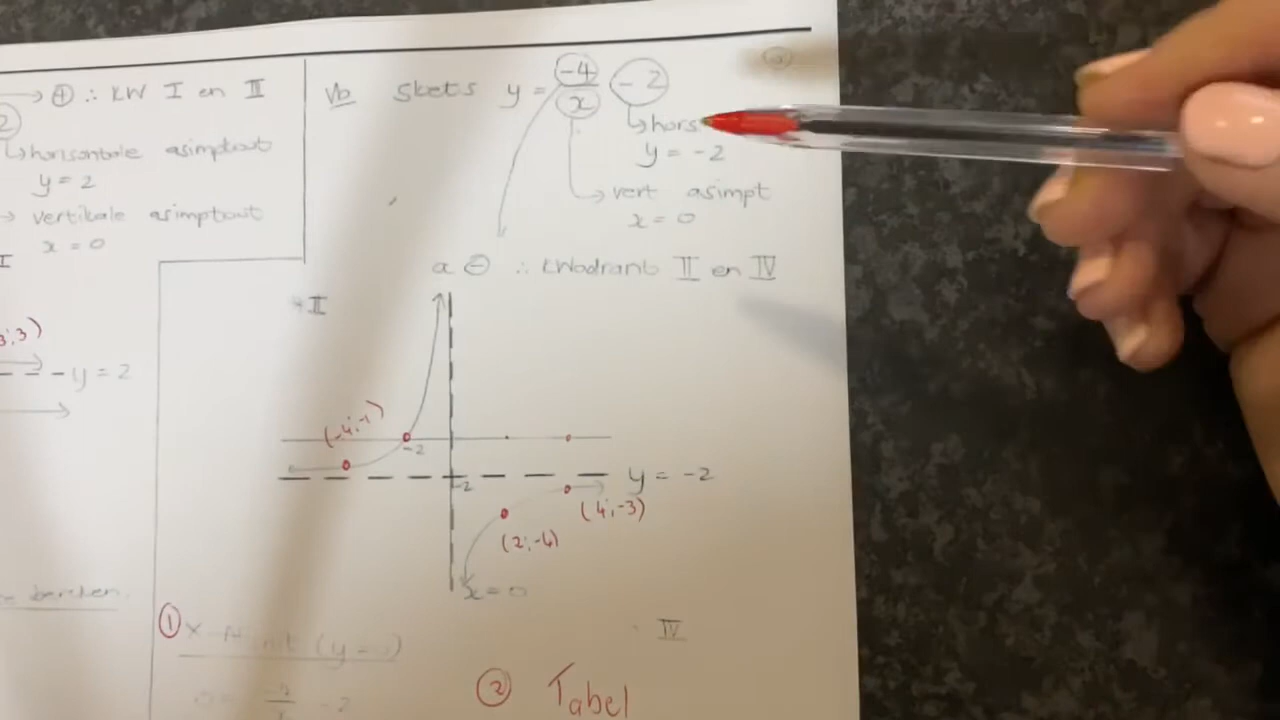 → ⊕ ∴ KW I en III
2
↳ horisontale asimptoot
y = 2
→ vertikale asimptoot
x = 0
I
3;3)
y = 2
Vb Skets y = -4/x - 2
↳ hors
y = -2
→ vert asimpt
x = 0
a ⊖ ∴ Kwadrant II en IV
II
(-4;-1)
-2
-2
y = -2
(4;-3)
(2;-4)
x = 0
IV
①
② Tabel